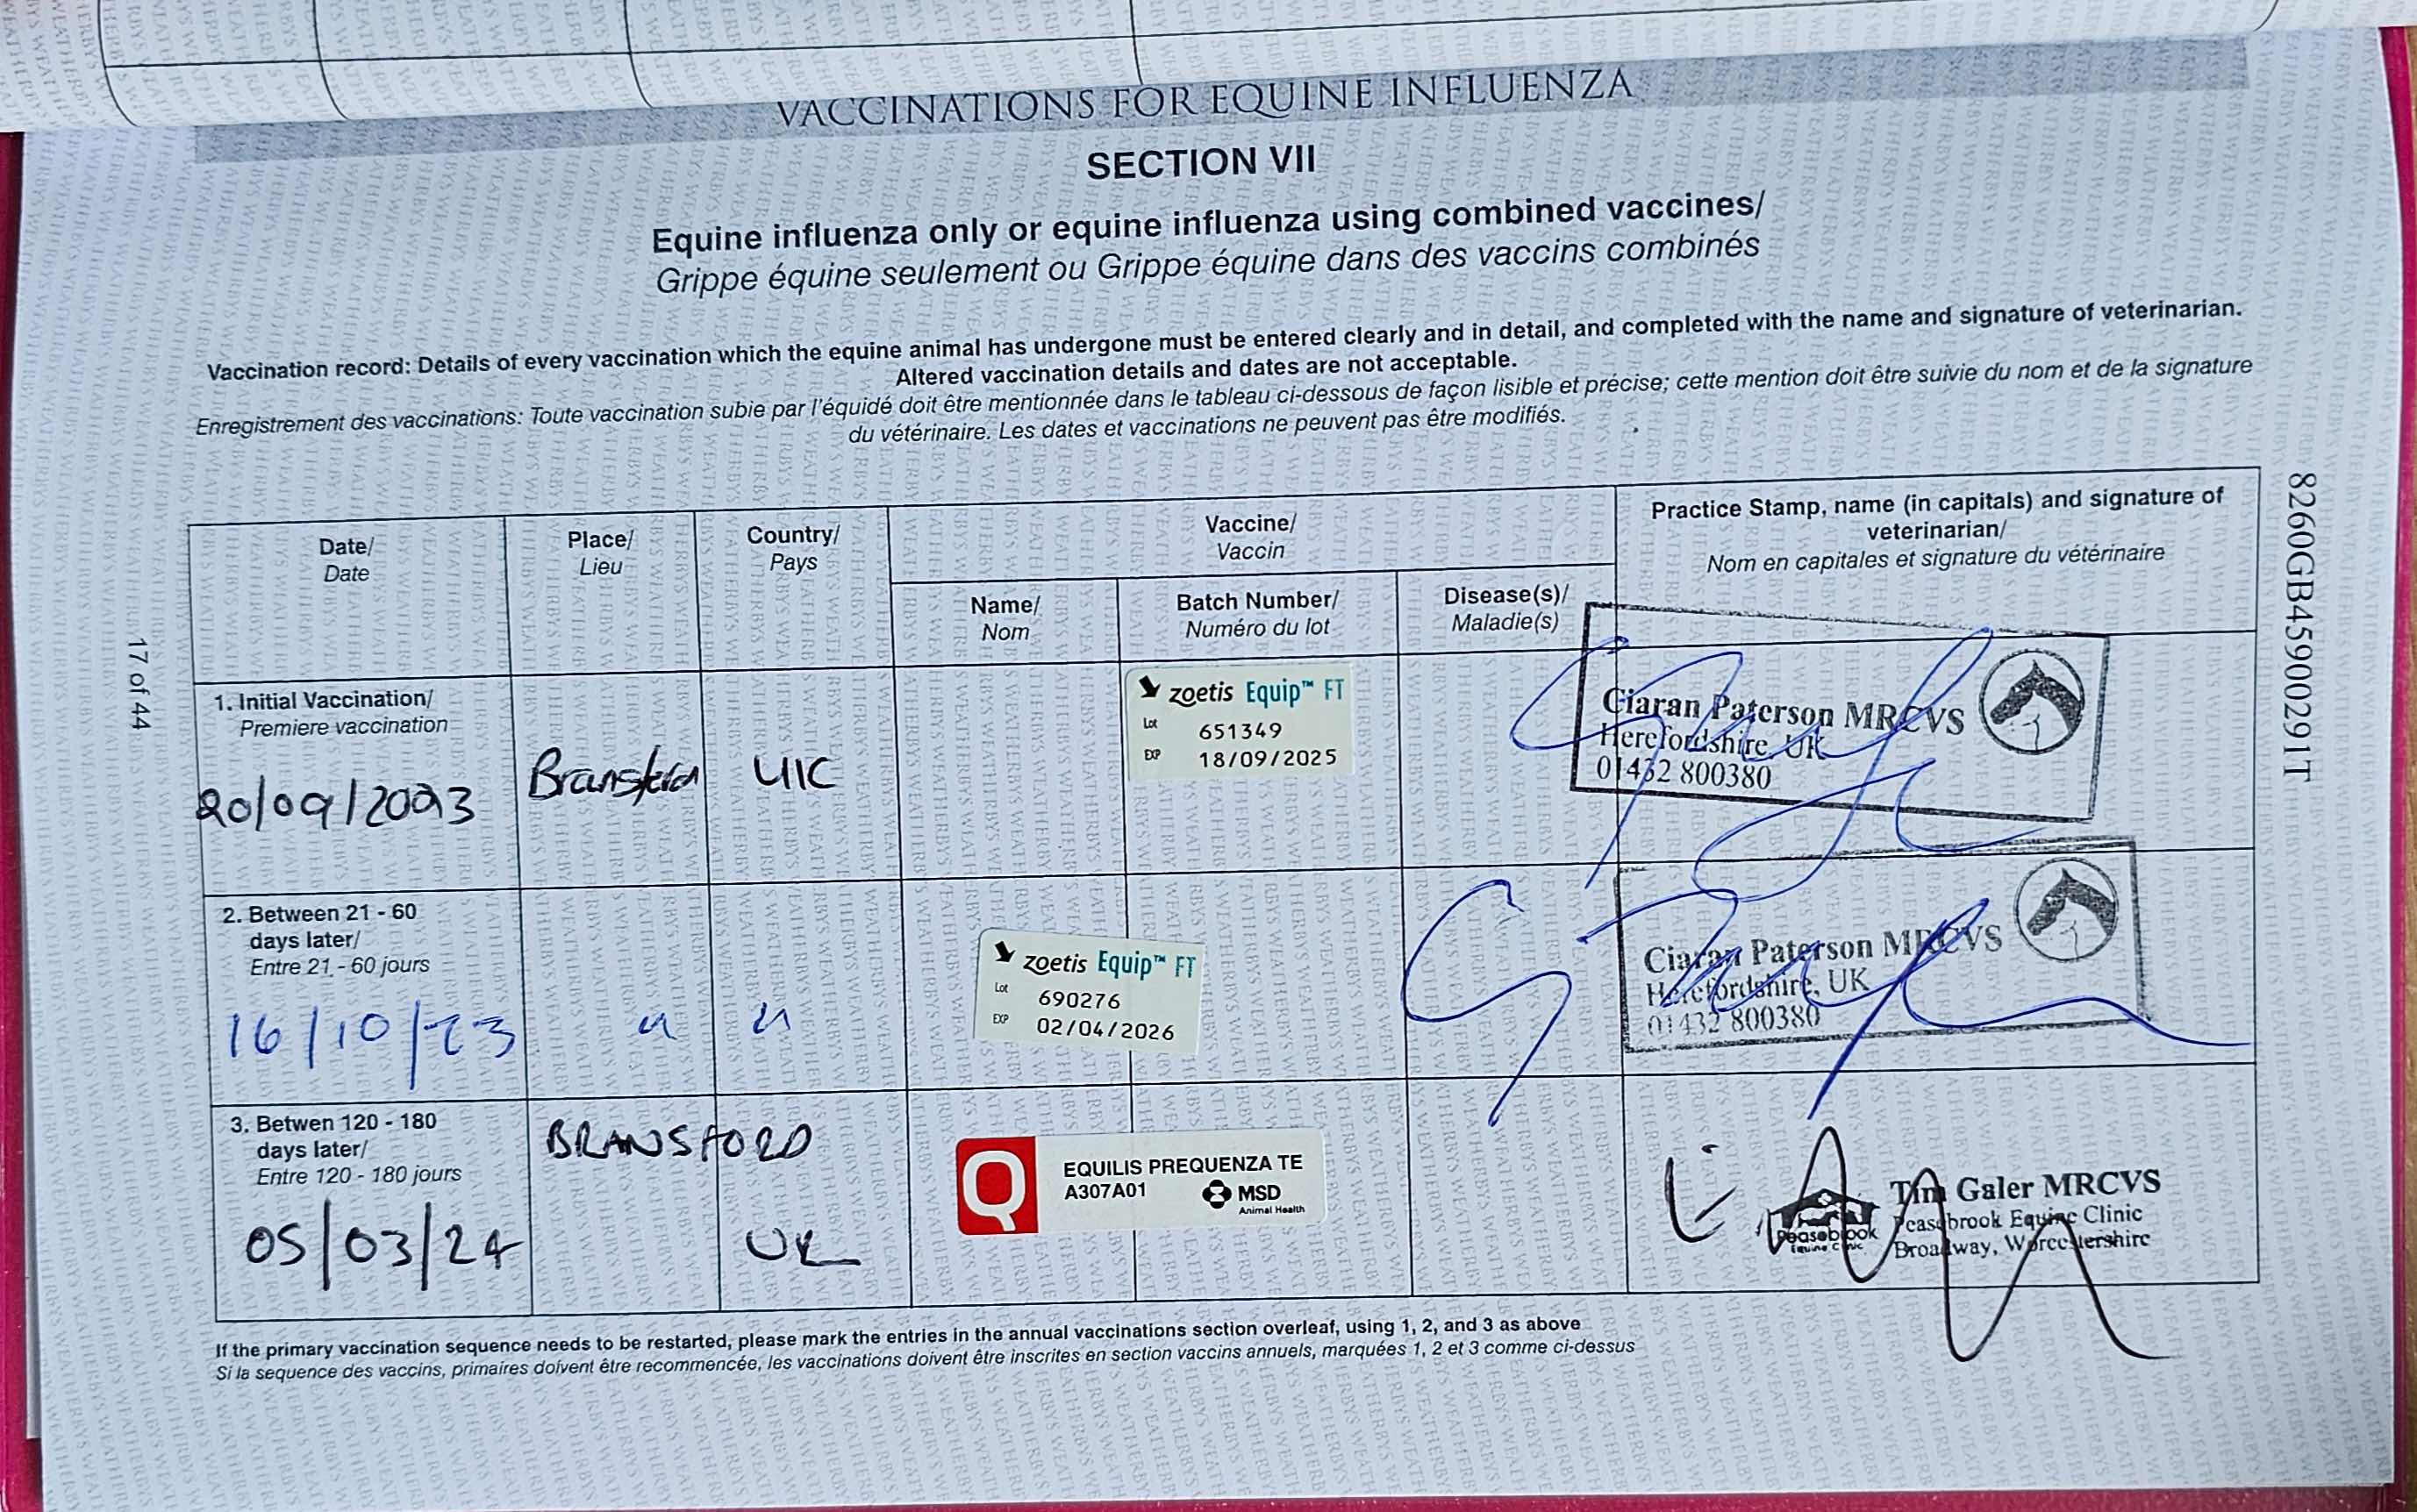 VACCINATIONS FOR EQUINE INFLUENZA
SECTION VII
Equine influenza only or equine influenza using combined vaccines/
Grippe équine seulement ou Grippe équine dans des vaccins combinés
Vaccination record: Details of every vaccination which the equine animal has undergone must be entered clearly and in detail, and completed with the name and signature of veterinarian.
Altered vaccination details and dates are not acceptable.
Enregistrement des vaccinations: Toute vaccination subie par l'équidé doit être mentionnée dans le tableau ci-dessous de façon lisible et précise; cette mention doit être suivie du nom et de la signature
du vétérinaire. Les dates et vaccinations ne peuvent pas être modifiés.
Date/
Date
Place/
Lieu
Country/
Pays
Vaccine/
Vaccin
Name/
Nom
Batch Number/
Numéro du lot
Disease(s)/
Maladie(s)
Practice Stamp, name (in capitals) and signature of
veterinarian/
Nom en capitales et signature du vétérinaire
1. Initial Vaccination/
Premiere vaccination
20/09/2023
Bransford
UK
zoetis Equip™ FT
Lot 651349
EXP 18/09/2025
Ciaran Paterson MRCVS
Herefordshire, UK
01432 800380
2. Between 21 - 60
days later/
Entre 21 - 60 jours
16/10/23
zoetis Equip™ FT
Lot 690276
EXP 02/04/2026
Ciaran Paterson MRCVS
Herefordshire, UK
01432 800380
3. Betwen 120 - 180
days later/
Entre 120 - 180 jours
05/03/24
BRANSFORD
UK
Q
EQUILIS PREQUENZA TE
A307A01
MSD
Animal Health
Peasebrook
Equine Clinic
Tim Galer MRCVS
Peasebrook Equine Clinic
Broadway, Worcestershire
If the primary vaccination sequence needs to be restarted, please mark the entries in the annual vaccinations section overleaf, using 1, 2, and 3 as above
Si la sequence des vaccins, primaires doivent être recommencée, les vaccinations doivent être inscrites en section vaccins annuels, marquées 1, 2 et 3 comme ci-dessus
17 of 44
8260GB45900291T